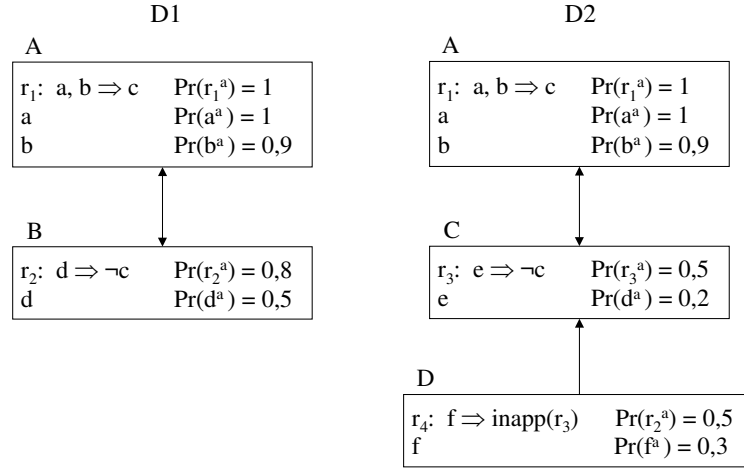 D1
A
r₁: a, b ⇒ c Pr(r₁ᵃ) = 1
a Pr(aᵃ) = 1
b Pr(bᵃ) = 0,9
B
r₂: d ⇒ ¬c Pr(r₂ᵃ) = 0,8
d Pr(dᵃ) = 0,5
D2
A
r₁: a, b ⇒ c Pr(r₁ᵃ) = 1
a Pr(aᵃ) = 1
b Pr(bᵃ) = 0,9
C
r₃: e ⇒ ¬c Pr(r₃ᵃ) = 0,5
e Pr(dᵃ) = 0,2
D
r₄: f ⇒ inapp(r₃) Pr(r₂ᵃ) = 0,5
f Pr(fᵃ) = 0,3